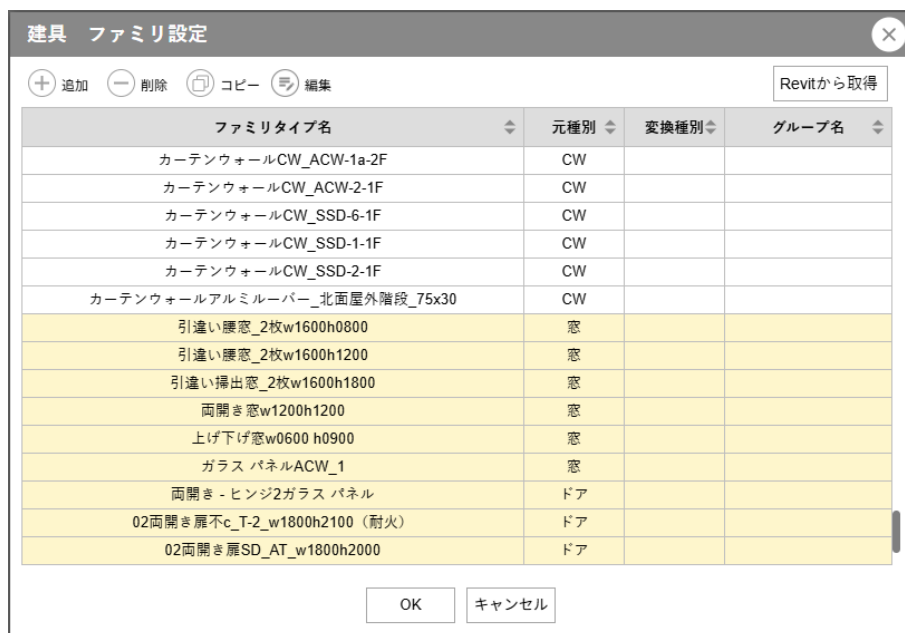 建具　ファミリ設定
追加 削除 コピー 編集 Revitから取得
ファミリタイプ名 元種別 変換種別 グループ名
カーテンウォールCW_ACW-1a-2F CW
カーテンウォールCW_ACW-2-1F CW
カーテンウォールCW_SSD-6-1F CW
カーテンウォールCW_SSD-1-1F CW
カーテンウォールCW_SSD-2-1F CW
カーテンウォールアルミルーバー_北面屋外階段_75x30 CW
引違い腰窓_2枚w1600h0800 窓
引違い腰窓_2枚w1600h1200 窓
引違い掃出窓_2枚w1600h1800 窓
両開き窓w1200h1200 窓
上げ下げ窓w0600 h0900 窓
ガラス パネルACW_1 窓
両開き - ヒンジ2ガラス パネル ドア
02両開き扉不c_T-2_w1800h2100（耐火） ドア
02両開き扉SD_AT_w1800h2000 ドア
OK キャンセル